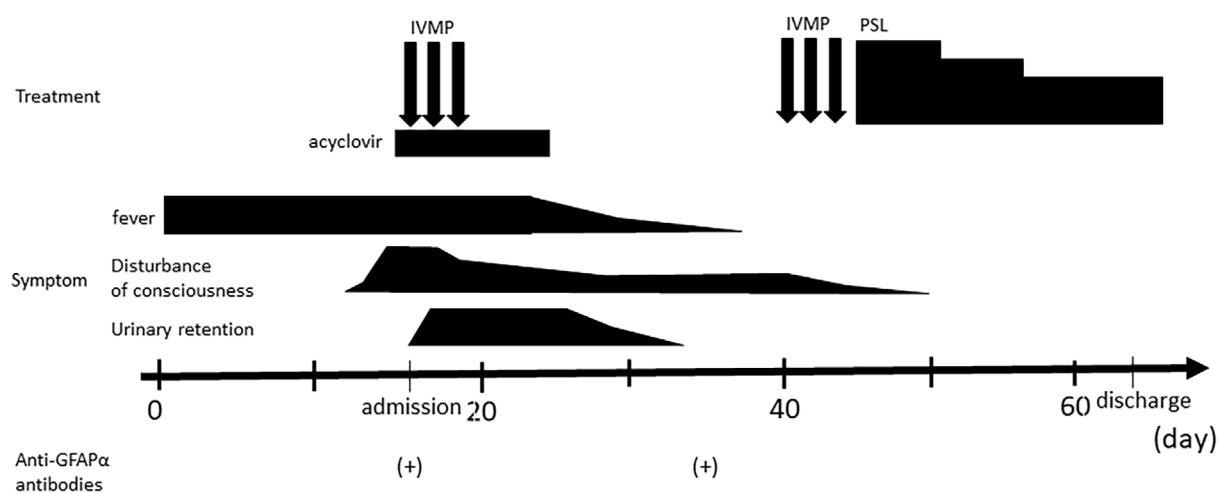 IVMP
IVMP
PSL
Treatment
acyclovir
fever
Symptom
Disturbance
of consciousness
Urinary retention
0
admission
20
40
60
discharge
(day)
Anti-GFAPα
antibodies
(+)
(+)